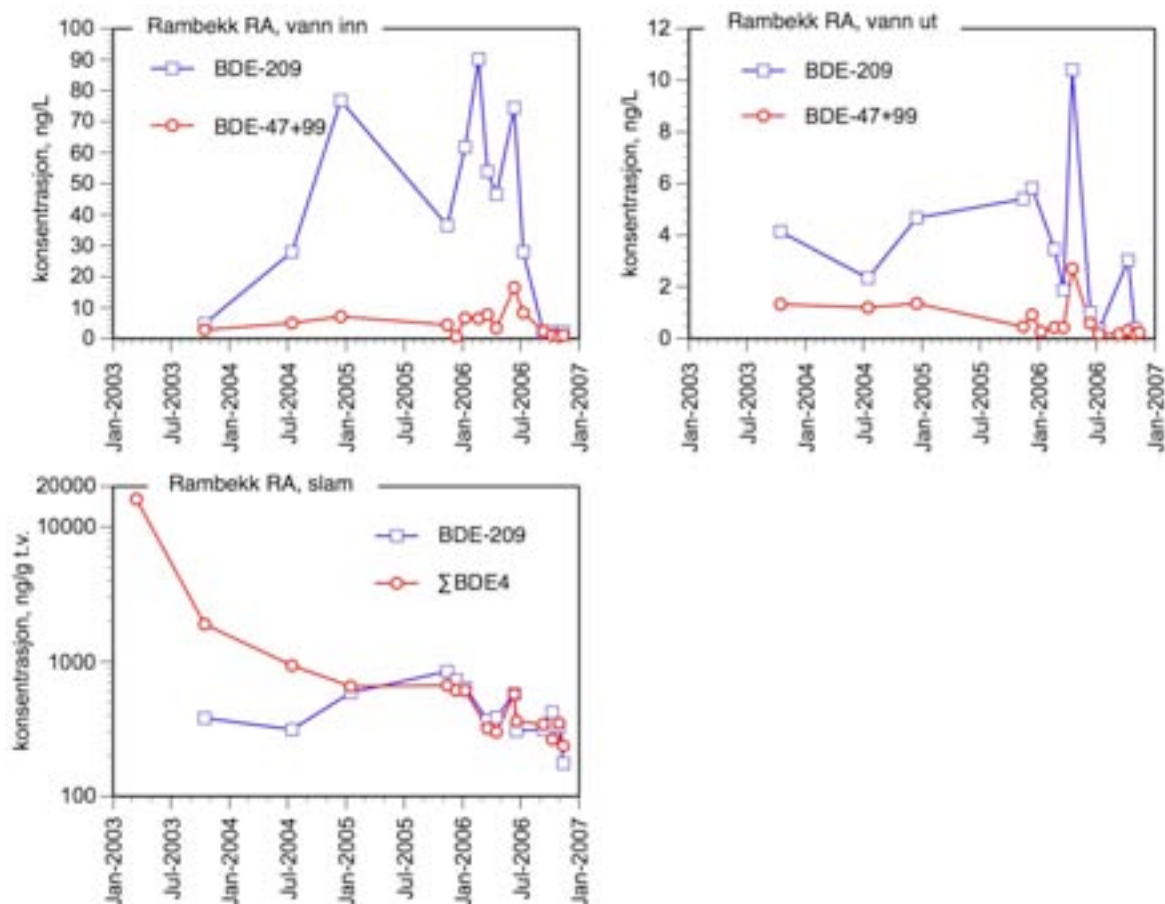 Rambekk RA, vann inn
BDE-209
BDE-47+99
konsentrasjon, ng/L
100
90
80
70
60
50
40
30
20
10
0
Jan-2003
Jul-2003
Jan-2004
Jul-2004
Jan-2005
Jul-2005
Jan-2006
Jul-2006
Jan-2007
Rambekk RA, vann ut
BDE-209
BDE-47+99
konsentrasjon, ng/L
12
10
8
6
4
2
0
Jan-2003
Jul-2003
Jan-2004
Jul-2004
Jan-2005
Jul-2005
Jan-2006
Jul-2006
Jan-2007
Rambekk RA, slam
BDE-209
∑BDE4
konsentrasjon, ng/g t.v.
20000
10000
1000
100
Jan-2003
Jul-2003
Jan-2004
Jul-2004
Jan-2005
Jul-2005
Jan-2006
Jul-2006
Jan-2007